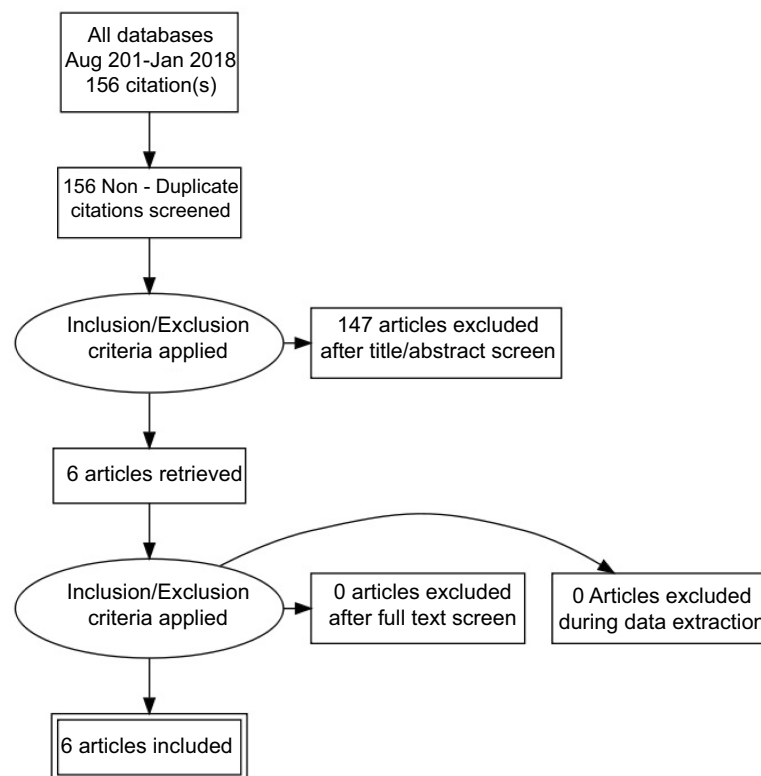 All databases
Aug 201-Jan 2018
156 citation(s)
156 Non - Duplicate
citations screened
Inclusion/Exclusion
criteria applied
147 articles excluded
after title/abstract screen
6 articles retrieved
Inclusion/Exclusion
criteria applied
0 articles excluded
after full text screen
0 Articles excluded
during data extraction
6 articles included